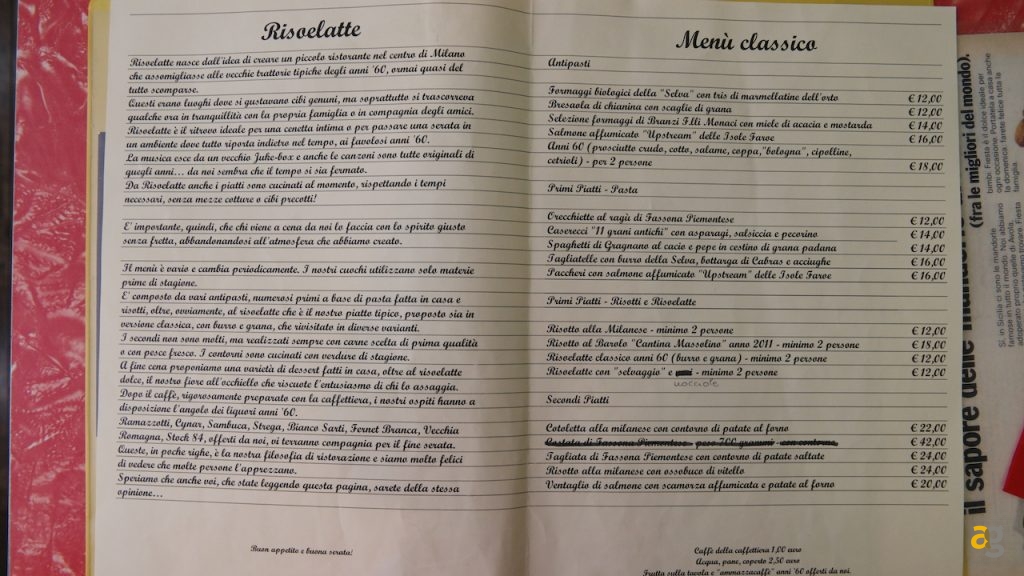 Risoelatte
Risoelatte nasce dall'idea di creare un piccolo ristorante nel centro di Milano
che assomigliasse alle vecchie trattorie tipiche degli anni '60, ormai quasi del
tutto scomparse.
Questi erano luoghi dove si gustavano cibi genuini, ma soprattutto si trascorreva
qualche ora in tranquillità con la propria famiglia o in compagnia degli amici.
Risoelatte è il ritrovo ideale per una cenetta intima o per passare una serata in
un ambiente dove tutto riporta indietro nel tempo, ai favolosi anni '60.
La musica esce da un vecchio Juke-box e anche le canzoni sono tutte originali di
quegli anni... da noi sembra che il tempo si sia fermato.
Da Risoelatte anche i piatti sono cucinati al momento, rispettando i tempi
necessari, senza mezze cotture o cibi precotti!
E' importante, quindi, che chi viene a cena da noi lo faccia con lo spirito giusto
senza fretta, abbandonandosi all'atmosfera che abbiamo creato.
Il menù è vario e cambia periodicamente. I nostri cuochi utilizzano solo materie
prime di stagione.
E' composto da vari antipasti, numerosi primi a base di pasta fatta in casa e
risotti, oltre, ovviamente, al risoelatte che è il nostro piatto tipico, proposto sia in
versione classica, con burro e grana, che rivisitato in diverse varianti.
I secondi non sono molti, ma realizzati sempre con carne scelta di prima qualità
o con pesce fresco. I contorni sono cucinati con verdure di stagione.
A fine cena proponiamo una varietà di dessert fatti in casa, oltre al risoelatte
dolce, il nostro fiore all'occhiello che riscuote l'entusiasmo di chi lo assaggia.
Dopo il caffè, rigorosamente preparato con la caffettiera, i nostri ospiti hanno a
disposizione l'angolo dei liquori anni '60.
Ramazzotti, Cynar, Sambuca, Strega, Bianco Sarti, Fernet Branca, Vecchia
Romagna, Stock 84, offerti da noi, vi terranno compagnia per il fine serata.
Queste, in poche righe, è la nostra filosofia di ristorazione e siamo molto felici
di vedere che molte persone l'apprezzano.
Speriamo che anche voi, che state leggendo questa pagina, sarete della stessa
opinione...
Buon appetito e buona serata!
Menù classico
Antipasti
Formaggi biologici della "Selva" con tris di marmellatine dell'orto € 12,00
Bresaola di chianina con scaglie di grana € 12,00
Selezione formaggi di Branzi F.lli Monaci con miele di acacia e mostarda € 14,00
Salmone affumicato "Upstream" delle Isole Faroe € 16,00
Anni 60 (prosciutto crudo, cotto, salame, coppa,"bologna", cipolline,
cetrioli) - per 2 persone € 18,00
Primi Piatti - Pasta
Orecchiette al ragù di Fassona Piemontese € 12,00
Caserecci "11 grani antichi" con asparagi, salsiccia e pecorino € 14,00
Spaghetti di Gragnano al cacio e pepe in cestino di grana padana € 14,00
Tagliatelle con burro della Selva, bottarga di Cabras e acciughe € 16,00
Paccheri con salmone affumicato "Upstream" delle Isole Faroe € 16,00
Primi Piatti - Risotti e Risoelatte
Risotto alla Milanese - minimo 2 persone € 12,00
Risotto al Barolo "Cantina Massolino" anno 2011 - minimo 2 persone € 18,00
Risoelatte classico anni 60 (burro e grana) - minimo 2 persone € 12,00
Risoelatte con "selvaggio" e - minimo 2 persone € 12,00
nocciole
Secondi Piatti
Cotoletta alla milanese con contorno di patate al forno € 22,00
Costata di Fassona Piemontese - peso 700 grammi - con contorno € 42,00
Tagliata di Fassona Piemontese con contorno di patate saltate € 24,00
Risotto alla milanese con ossobuco di vitello € 24,00
Ventaglio di salmone con scamorza affumicata e patate al forno € 20,00
Caffè della caffettiera 1,00 euro
Acqua, pane, coperto 2,50 euro
Frutta sulla tavola e "ammazzacaffè" anni '60 offerti da noi.
(fra le migliori del mondo).
il sapore delle
ag